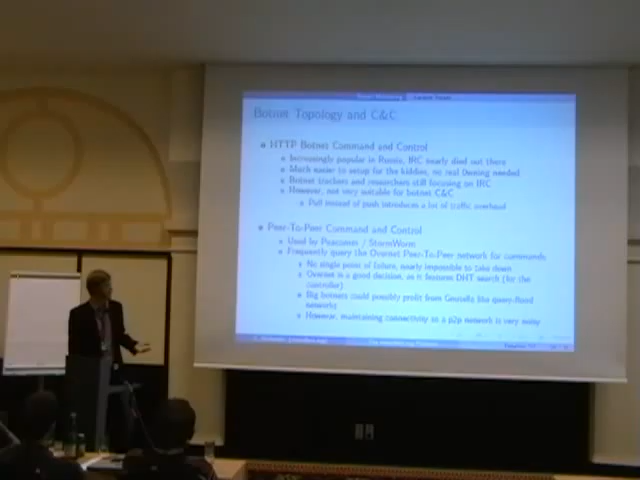 Botnet Topology and C&C
HTTP Botnet Command and Control
Increasingly popular in Russia, IRC nearly died out there
Much easier to setup for the kiddies, no real needed
Botnet trackers and researchers still focusing on IRC
However, not very suitable for botnet C&C
Pull instead of push introduces a lot of traffic overhead
Peer-To-Peer Command and Control
Used by Peacomm / StormWorm
Frequently query the Overnet Peer-To-Peer network for commands
No single point of failure, nearly impossible to take down
Overnet is a good decision, as it features DHT search (for the
controller)
Big botnets could possibly profit from Gnutella like query-flood
networks
However, maintaining connectivity in a p2p network is very noisy